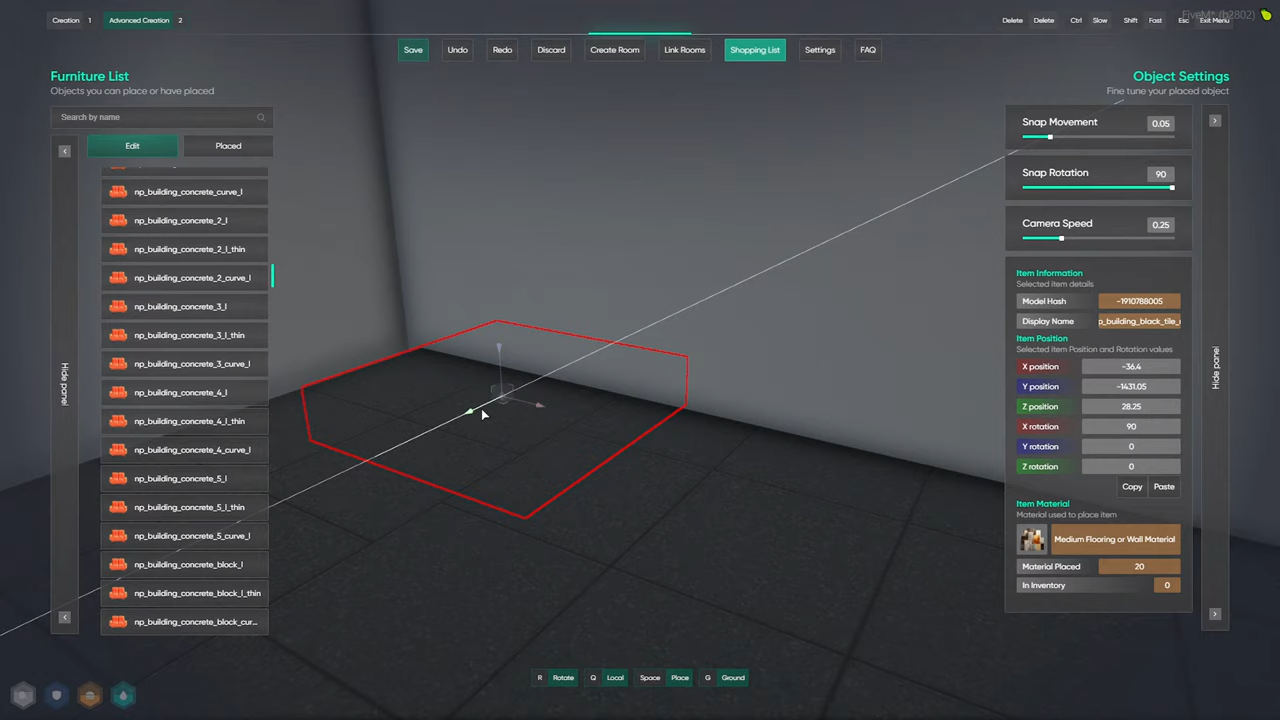 Creation 1 Advanced Creation 2
Delete Delete Ctrl Slow Shift Fast Esc Exit Menu
FiveM* (b2802)
Save Undo Redo Discard Create Room Link Rooms Shopping List Settings FAQ
Furniture List
Objects you can place or have placed
Search by name
Edit Placed
np_building_concrete_curve_l
np_building_concrete_2_l
np_building_concrete_2_l_thin
np_building_concrete_2_curve_l
np_building_concrete_3_l
np_building_concrete_3_l_thin
np_building_concrete_3_curve_l
np_building_concrete_4_l
np_building_concrete_4_l_thin
np_building_concrete_4_curve_l
np_building_concrete_5_l
np_building_concrete_5_l_thin
np_building_concrete_5_curve_l
np_building_concrete_block_l
np_building_concrete_block_l_thin
np_building_concrete_block_cur...
Hide panel
Object Settings
Fine tune your placed object
Snap Movement 0.05
Snap Rotation 90
Camera Speed 0.25
Item Information
Selected item details
Model Hash -1910788005
Display Name p_building_black_tile_
Item Position
Selected item Position and Rotation values
X position -36.4
Y position -1431.05
Z position 28.25
X rotation 90
Y rotation 0
Z rotation 0
Copy Paste
Item Material
Material used to place item
Medium Flooring or Wall Material
Material Placed 20
In Inventory 0
Hide panel
R Rotate Q Local Space Place G Ground